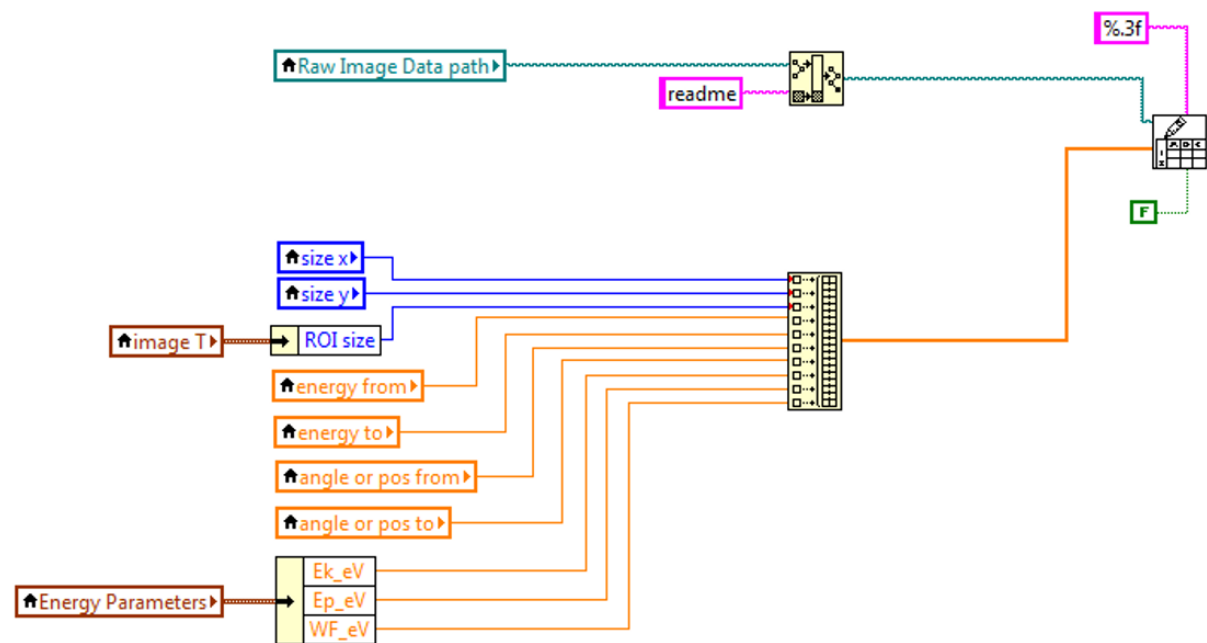 %.3f
Raw Image Data path
readme
F
size x
size y
image T
ROI size
energy from
energy to
angle or pos from
angle or pos to
Ek_eV
Energy Parameters
Ep_eV
WF_eV